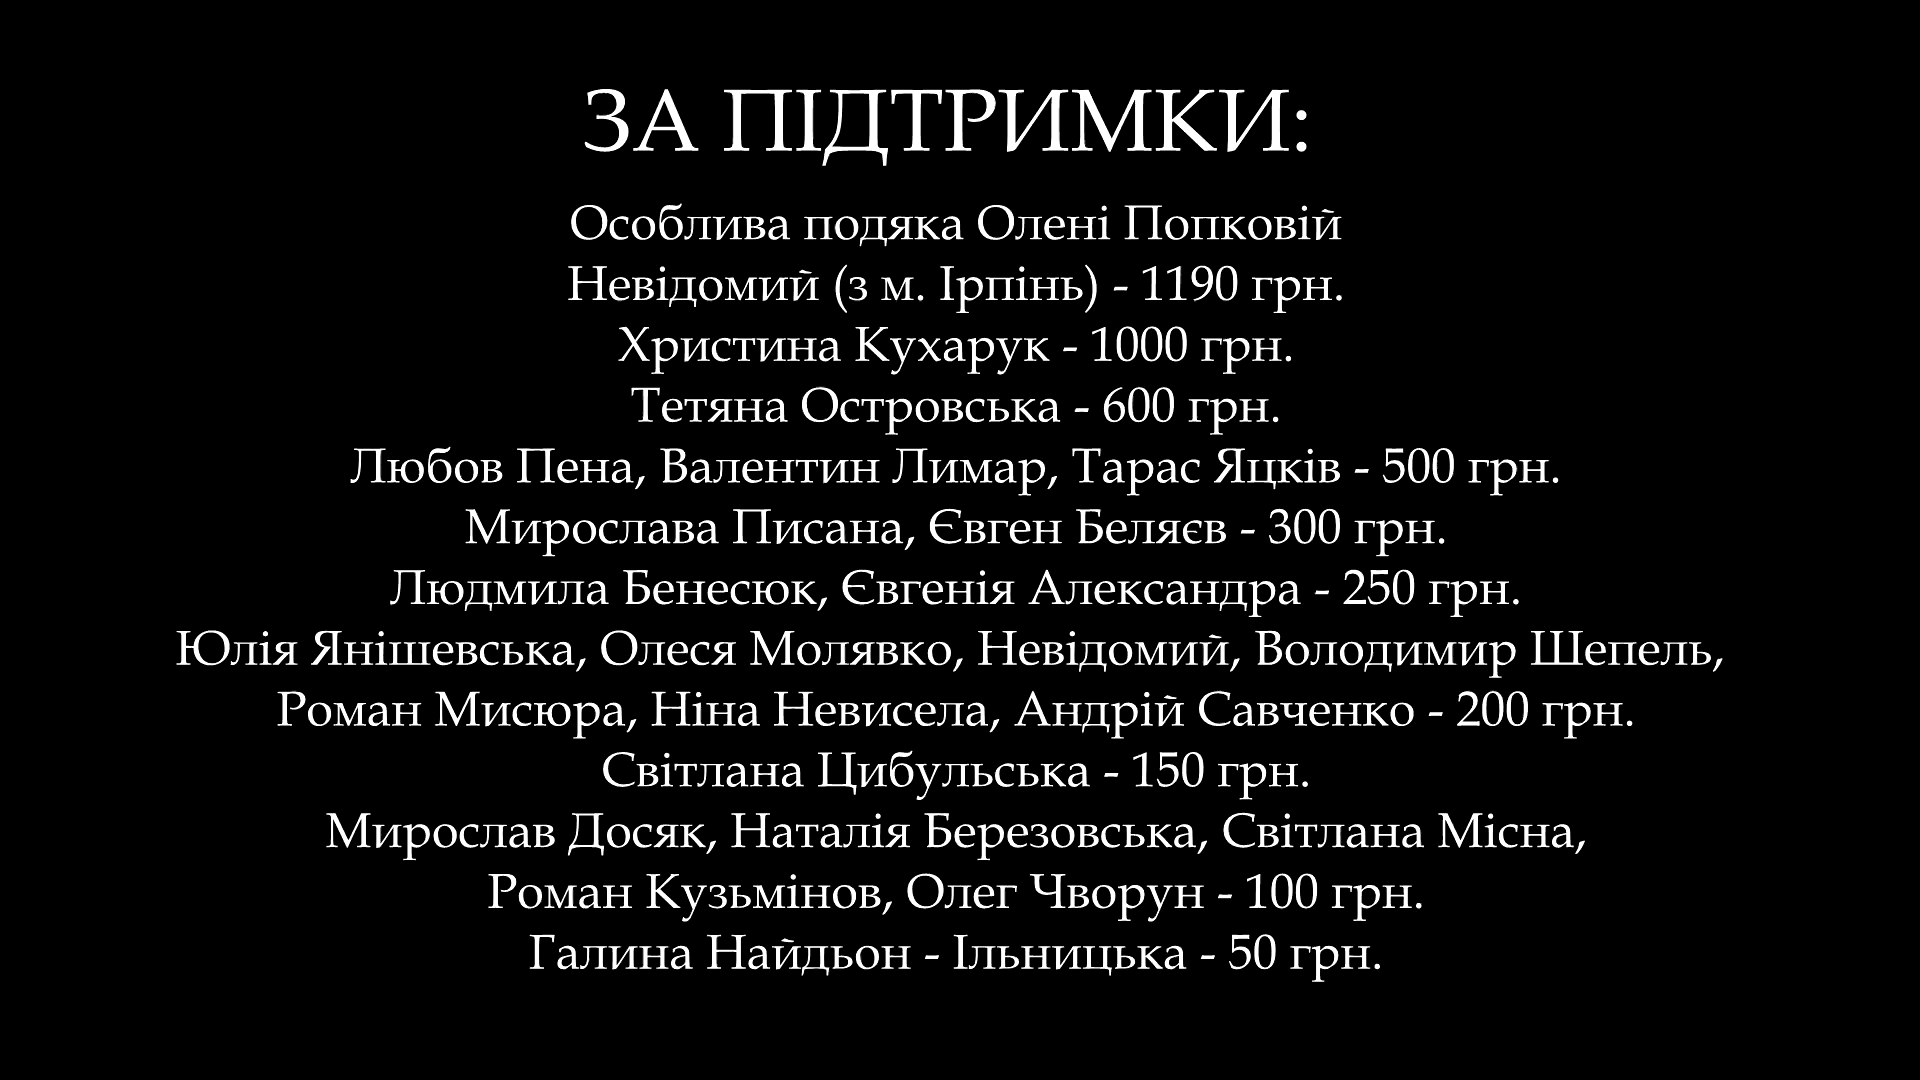 ЗА ПІДТРИМКИ:
Особлива подяка Олені Попковій
Невідомий (з м. Ірпінь) - 1190 грн.
Христина Кухарук - 1000 грн.
Тетяна Островська - 600 грн.
Любов Пена, Валентин Лимар, Тарас Яцків - 500 грн.
Мирослава Писана, Євген Беляєв - 300 грн.
Людмила Бенесюк, Євгенія Александра - 250 грн.
Юлія Янішевська, Олеся Молявко, Невідомий, Володимир Шепель,
Роман Мисюра, Ніна Невисела, Андрій Савченко - 200 грн.
Світлана Цибульська - 150 грн.
Мирослав Досяк, Наталія Березовська, Світлана Місна,
Роман Кузьмінов, Олег Чворун - 100 грн.
Галина Найдьон - Ільницька - 50 грн.